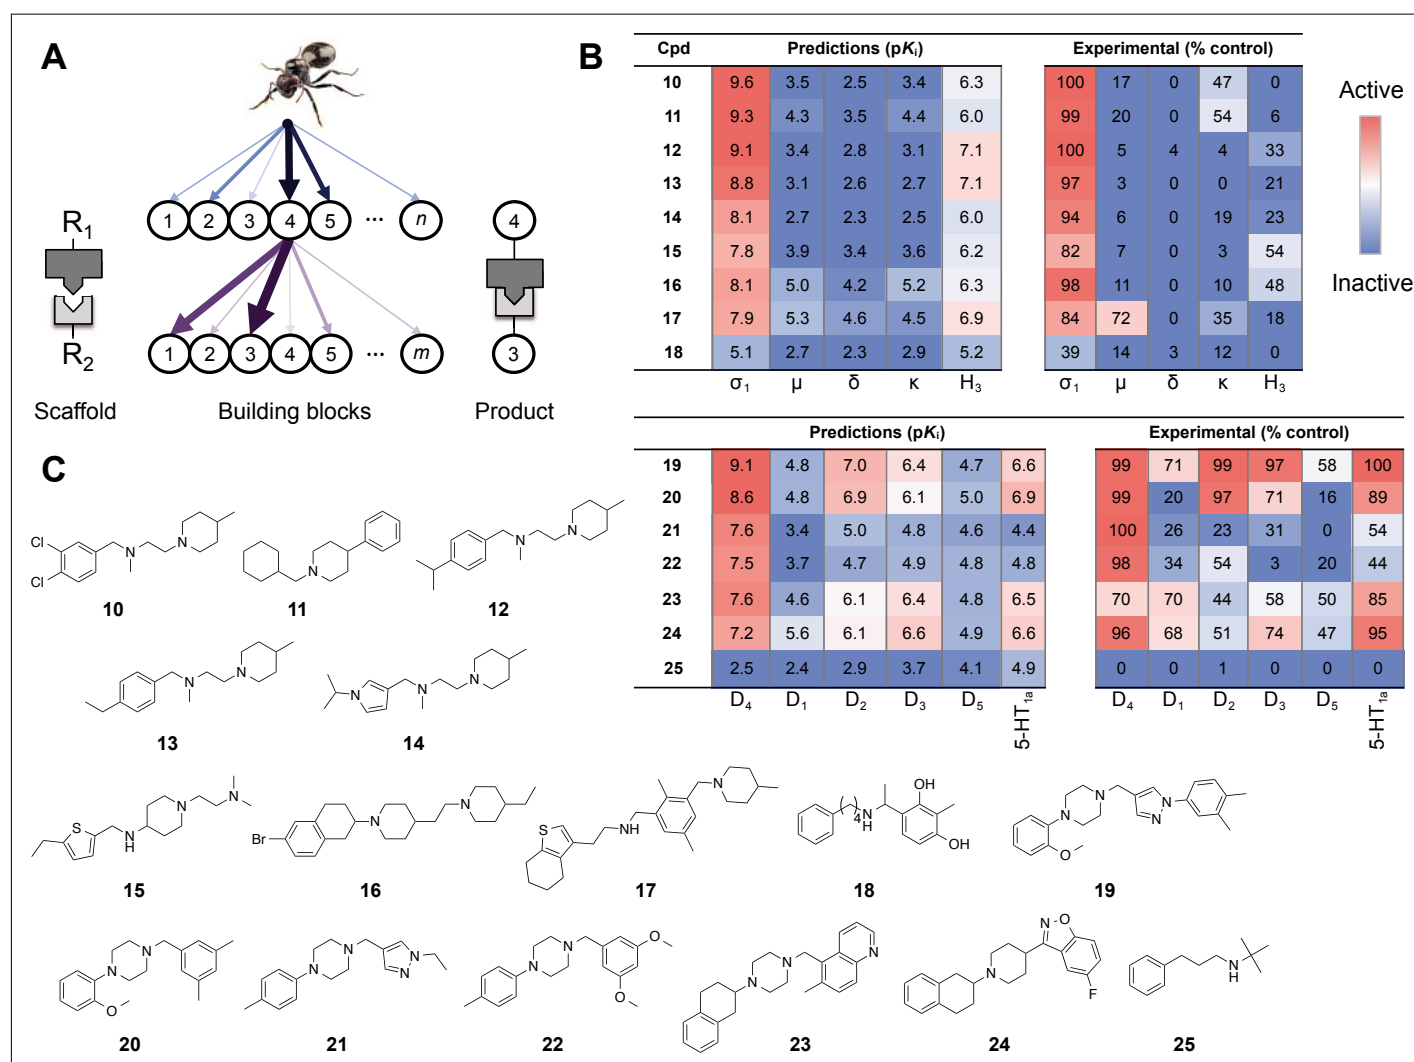 A
R1
R2
Scaffold
1 2 3 4 5 ... n
1 2 3 4 5 ... m
Building blocks
4
3
Product
B
Cpd Predictions (pKi) Experimental (% control)
10 9.6 3.5 2.5 3.4 6.3 100 17 0 47 0
11 9.3 4.3 3.5 4.4 6.0 99 20 0 54 6
12 9.1 3.4 2.8 3.1 7.1 100 5 4 4 33
13 8.8 3.1 2.6 2.7 7.1 97 3 0 0 21
14 8.1 2.7 2.3 2.5 6.0 94 6 0 19 23
15 7.8 3.9 3.4 3.6 6.2 82 7 0 3 54
16 8.1 5.0 4.2 5.2 6.3 98 11 0 10 48
17 7.9 5.3 4.6 4.5 6.9 84 72 0 35 18
18 5.1 2.7 2.3 2.9 5.2 39 14 3 12 0
σ1 μ δ κ H3 σ1 μ δ κ H3
Active
Inactive
Predictions (pKi) Experimental (% control)
19 9.1 4.8 7.0 6.4 4.7 6.6 99 71 99 97 58 100
20 8.6 4.8 6.9 6.1 5.0 6.9 99 20 97 71 16 89
21 7.6 3.4 5.0 4.8 4.6 4.4 100 26 23 31 0 54
22 7.5 3.7 4.7 4.9 4.8 4.8 98 34 54 3 20 44
23 7.6 4.6 6.1 6.4 4.8 6.5 70 70 44 58 50 85
24 7.2 5.6 6.1 6.6 4.9 6.6 96 68 51 74 47 95
25 2.5 2.4 2.9 3.7 4.1 4.9 0 0 1 0 0 0
D4 D1 D2 D3 D5 5-HT1a D4 D1 D2 D3 D5 5-HT1a
C
Cl
Cl
N
N
10
N
11
N
N
12
N
N
13
N
N
N
14
S
N
H
N
N
15
Br
N
N
16
S
NH
N
17
4
N
H
OH
OH
18
N
N
O
N
N
19
N
N
O
20
N
N
N
N
21
N
N
O
O
22
N
N
N
23
N
N
O
F
24
N
H
25